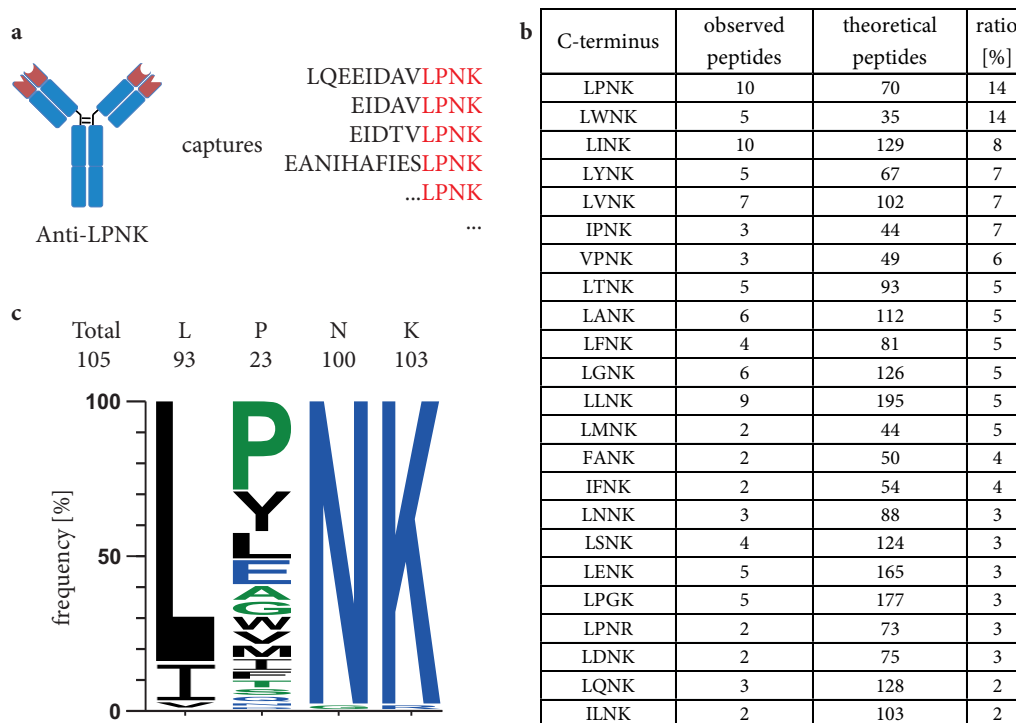 a
LQEEIDAVLPNK
EIDAVLPNK
EIDTVLPNK
captures
EANIHAFIESLPNK
...LPNK
...
Anti-LPNK
b
C-terminus observed peptides theoretical peptides ratio [%]
LPNK 10 70 14
LWNK 5 35 14
LINK 10 129 8
LYNK 5 67 7
LVNK 7 102 7
IPNK 3 44 7
VPNK 3 49 6
LTNK 5 93 5
LANK 6 112 5
LFNK 4 81 5
LGNK 6 126 5
LLNK 9 195 5
LMNK 2 44 5
FANK 2 50 4
IFNK 2 54 4
LNNK 3 88 3
LSNK 4 124 3
LENK 5 165 3
LPGK 5 177 3
LPNR 2 73 3
LDNK 2 75 3
LQNK 3 128 2
ILNK 2 103 2
c
Total L P N K
105 93 23 100 103
frequency [%]
100
50
0
L I V
P Y L E A G W V M I F T S
N G
K R